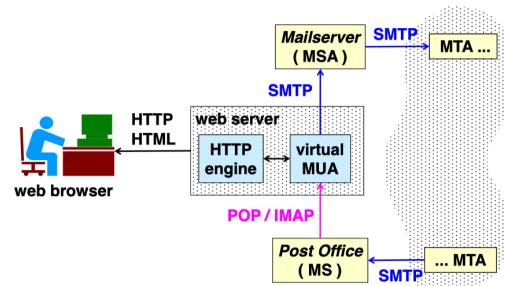 Mailserver
( MSA )
SMTP
MTA ...
SMTP
web server
HTTP
HTML
HTTP
engine
virtual
MUA
web browser
POP / IMAP
Post Office
( MS )
SMTP
... MTA